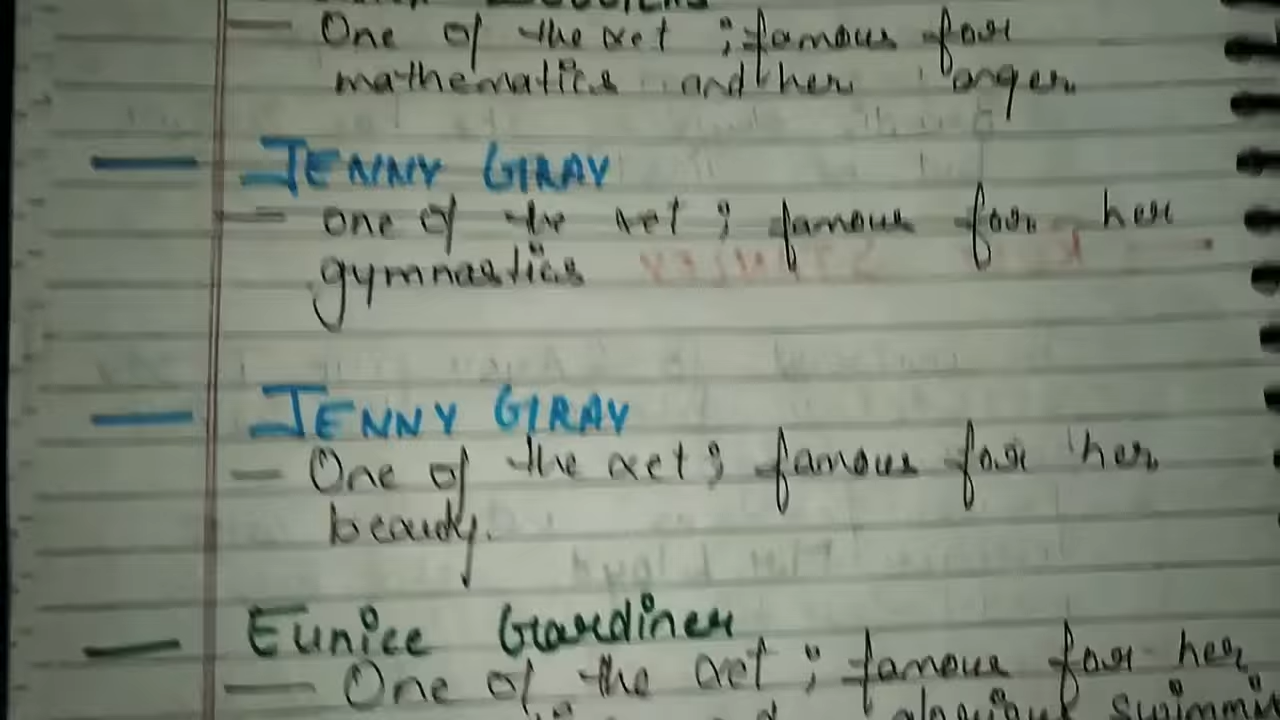 — One of the set ; famous for
mathematics and her anger.
— JENNY GRAY
— one of the set ; famous for her
gymnastics
— JENNY GRAY
— One of the set ; famous for her
beauty.
— Eunice Gardiner
— One of the set ; famous for her
swimmi